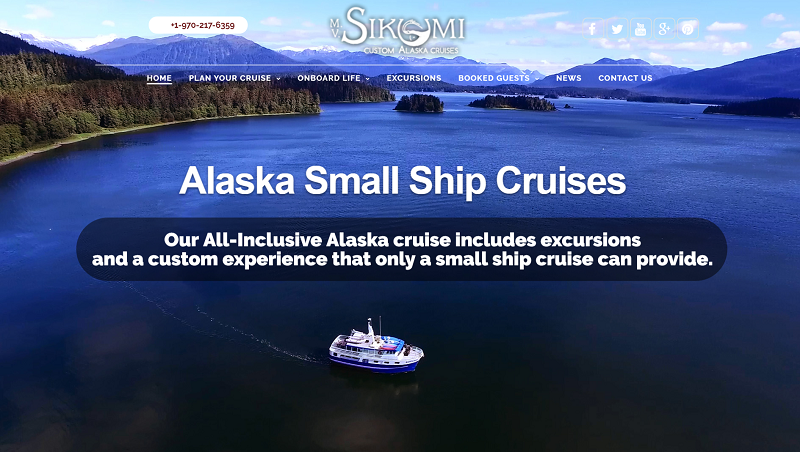 +1-970-217-6359
MV SIKUMI
CUSTOM ALASKA CRUISES
HOME PLAN YOUR CRUISE ONBOARD LIFE EXCURSIONS BOOKED GUESTS NEWS CONTACT US
Alaska Small Ship Cruises
Our All-Inclusive Alaska cruise includes excursions
and a custom experience that only a small ship cruise can provide.